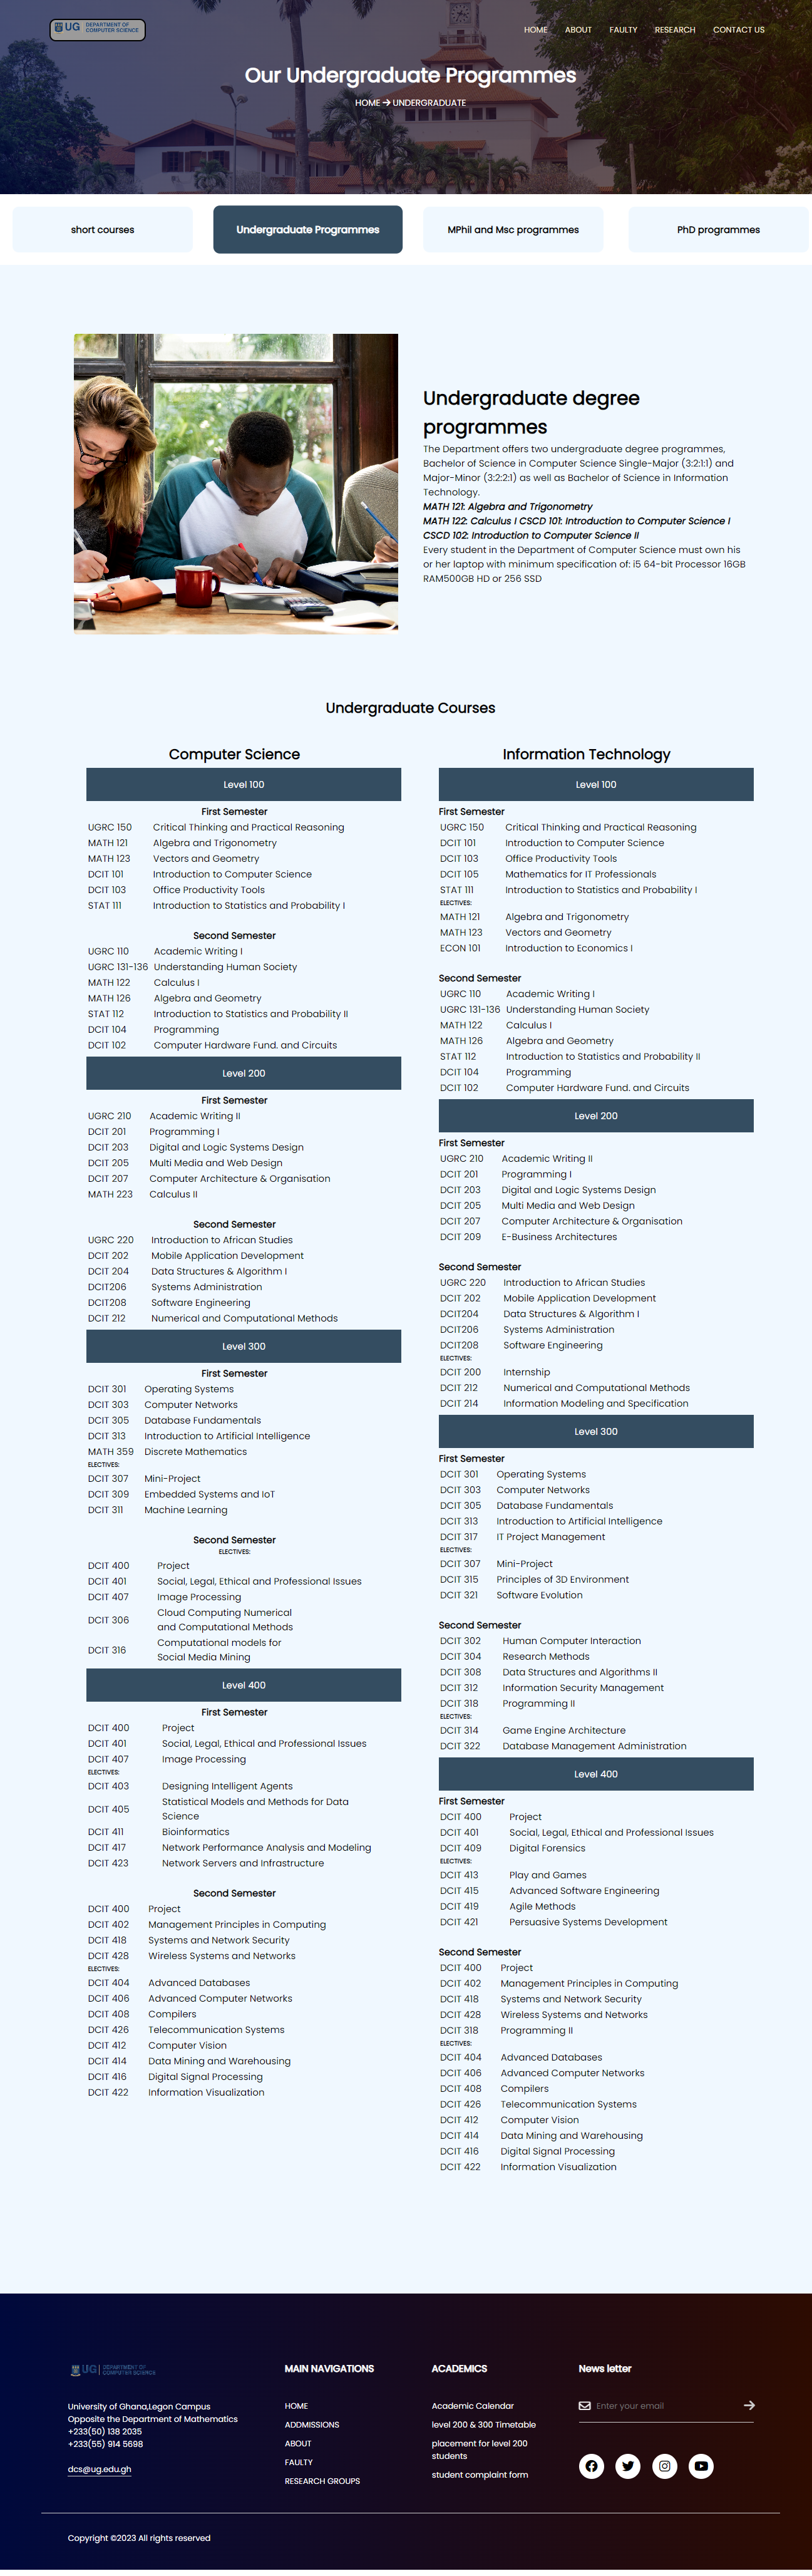 UG DEPARTMENT OF
COMPUTER SCIENCE
HOME ABOUT FAULTY RESEARCH CONTACT US
Our Undergraduate Programmes
HOME → UNDERGRADUATE
short courses
Undergraduate Programmes
MPhil and Msc programmes
PhD programmes
Undergraduate degree
programmes
The Department offers two undergraduate degree programmes,
Bachelor of Science in Computer Science Single-Major (3:2:1:1) and
Major-Minor (3:2:2:1) as well as Bachelor of Science in Information
Technology.
MATH 121: Algebra and Trigonometry
MATH 122: Calculus I CSCD 101: Introduction to Computer Science I
CSCD 102: Introduction to Computer Science II
Every student in the Department of Computer Science must own his
or her laptop with minimum specification of: i5 64-bit Processor 16GB
RAM500GB HD or 256 SSD
Undergraduate Courses
Computer Science
Level 100
First Semester
UGRC 150 Critical Thinking and Practical Reasoning
MATH 121 Algebra and Trigonometry
MATH 123 Vectors and Geometry
DCIT 101 Introduction to Computer Science
DCIT 103 Office Productivity Tools
STAT 111 Introduction to Statistics and Probability I
Second Semester
UGRC 110 Academic Writing I
UGRC 131-136 Understanding Human Society
MATH 122 Calculus I
MATH 126 Algebra and Geometry
STAT 112 Introduction to Statistics and Probability II
DCIT 104 Programming
DCIT 102 Computer Hardware Fund. and Circuits
Level 200
First Semester
UGRC 210 Academic Writing II
DCIT 201 Programming I
DCIT 203 Digital and Logic Systems Design
DCIT 205 Multi Media and Web Design
DCIT 207 Computer Architecture & Organisation
MATH 223 Calculus II
Second Semester
UGRC 220 Introduction to African Studies
DCIT 202 Mobile Application Development
DCIT 204 Data Structures & Algorithm I
DCIT206 Systems Administration
DCIT208 Software Engineering
DCIT 212 Numerical and Computational Methods
Level 300
First Semester
DCIT 301 Operating Systems
DCIT 303 Computer Networks
DCIT 305 Database Fundamentals
DCIT 313 Introduction to Artificial Intelligence
MATH 359 Discrete Mathematics
ELECTIVES:
DCIT 307 Mini-Project
DCIT 309 Embedded Systems and IoT
DCIT 311 Machine Learning
Second Semester
ELECTIVES:
DCIT 400 Project
DCIT 401 Social, Legal, Ethical and Professional Issues
DCIT 407 Image Processing
DCIT 306 Cloud Computing Numerical
and Computational Methods
DCIT 316 Computational models for
Social Media Mining
Level 400
First Semester
DCIT 400 Project
DCIT 401 Social, Legal, Ethical and Professional Issues
DCIT 407 Image Processing
ELECTIVES:
DCIT 403 Designing Intelligent Agents
DCIT 405 Statistical Models and Methods for Data
Science
DCIT 411 Bioinformatics
DCIT 417 Network Performance Analysis and Modeling
DCIT 423 Network Servers and Infrastructure
Second Semester
DCIT 400 Project
DCIT 402 Management Principles in Computing
DCIT 418 Systems and Network Security
DCIT 428 Wireless Systems and Networks
ELECTIVES:
DCIT 404 Advanced Databases
DCIT 406 Advanced Computer Networks
DCIT 408 Compilers
DCIT 426 Telecommunication Systems
DCIT 412 Computer Vision
DCIT 414 Data Mining and Warehousing
DCIT 416 Digital Signal Processing
DCIT 422 Information Visualization
Information Technology
Level 100
First Semester
UGRC 150 Critical Thinking and Practical Reasoning
DCIT 101 Introduction to Computer Science
DCIT 103 Office Productivity Tools
DCIT 105 Mathematics for IT Professionals
STAT 111 Introduction to Statistics and Probability I
ELECTIVES:
MATH 121 Algebra and Trigonometry
MATH 123 Vectors and Geometry
ECON 101 Introduction to Economics I
Second Semester
UGRC 110 Academic Writing I
UGRC 131-136 Understanding Human Society
MATH 122 Calculus I
MATH 126 Algebra and Geometry
STAT 112 Introduction to Statistics and Probability II
DCIT 104 Programming
DCIT 102 Computer Hardware Fund. and Circuits
Level 200
First Semester
UGRC 210 Academic Writing II
DCIT 201 Programming I
DCIT 203 Digital and Logic Systems Design
DCIT 205 Multi Media and Web Design
DCIT 207 Computer Architecture & Organisation
DCIT 209 E-Business Architectures
Second Semester
UGRC 220 Introduction to African Studies
DCIT 202 Mobile Application Development
DCIT204 Data Structures & Algorithm I
DCIT206 Systems Administration
DCIT208 Software Engineering
ELECTIVES:
DCIT 200 Internship
DCIT 212 Numerical and Computational Methods
DCIT 214 Information Modeling and Specification
Level 300
First Semester
DCIT 301 Operating Systems
DCIT 303 Computer Networks
DCIT 305 Database Fundamentals
DCIT 313 Introduction to Artificial Intelligence
DCIT 317 IT Project Management
ELECTIVES:
DCIT 307 Mini-Project
DCIT 315 Principles of 3D Environment
DCIT 321 Software Evolution
Second Semester
DCIT 302 Human Computer Interaction
DCIT 304 Research Methods
DCIT 308 Data Structures and Algorithms II
DCIT 312 Information Security Management
DCIT 318 Programming II
ELECTIVES:
DCIT 314 Game Engine Architecture
DCIT 322 Database Management Administration
Level 400
First Semester
DCIT 400 Project
DCIT 401 Social, Legal, Ethical and Professional Issues
DCIT 409 Digital Forensics
ELECTIVES:
DCIT 413 Play and Games
DCIT 415 Advanced Software Engineering
DCIT 419 Agile Methods
DCIT 421 Persuasive Systems Development
Second Semester
DCIT 400 Project
DCIT 402 Management Principles in Computing
DCIT 418 Systems and Network Security
DCIT 428 Wireless Systems and Networks
DCIT 318 Programming II
ELECTIVES:
DCIT 404 Advanced Databases
DCIT 406 Advanced Computer Networks
DCIT 408 Compilers
DCIT 426 Telecommunication Systems
DCIT 412 Computer Vision
DCIT 414 Data Mining and Warehousing
DCIT 416 Digital Signal Processing
DCIT 422 Information Visualization
UG DEPARTMENT OF
COMPUTER SCIENCE
University of Ghana,Legon Campus
Opposite the Department of Mathematics
+233(50) 138 2035
+233(55) 914 5698
dcs@ug.edu.gh
MAIN NAVIGATIONS
HOME
ADDMISSIONS
ABOUT
FAULTY
RESEARCH GROUPS
ACADEMICS
Academic Calendar
level 200 & 300 Timetable
placement for level 200
students
student complaint form
News letter
Enter your email
Copyright ©2023 All rights reserved